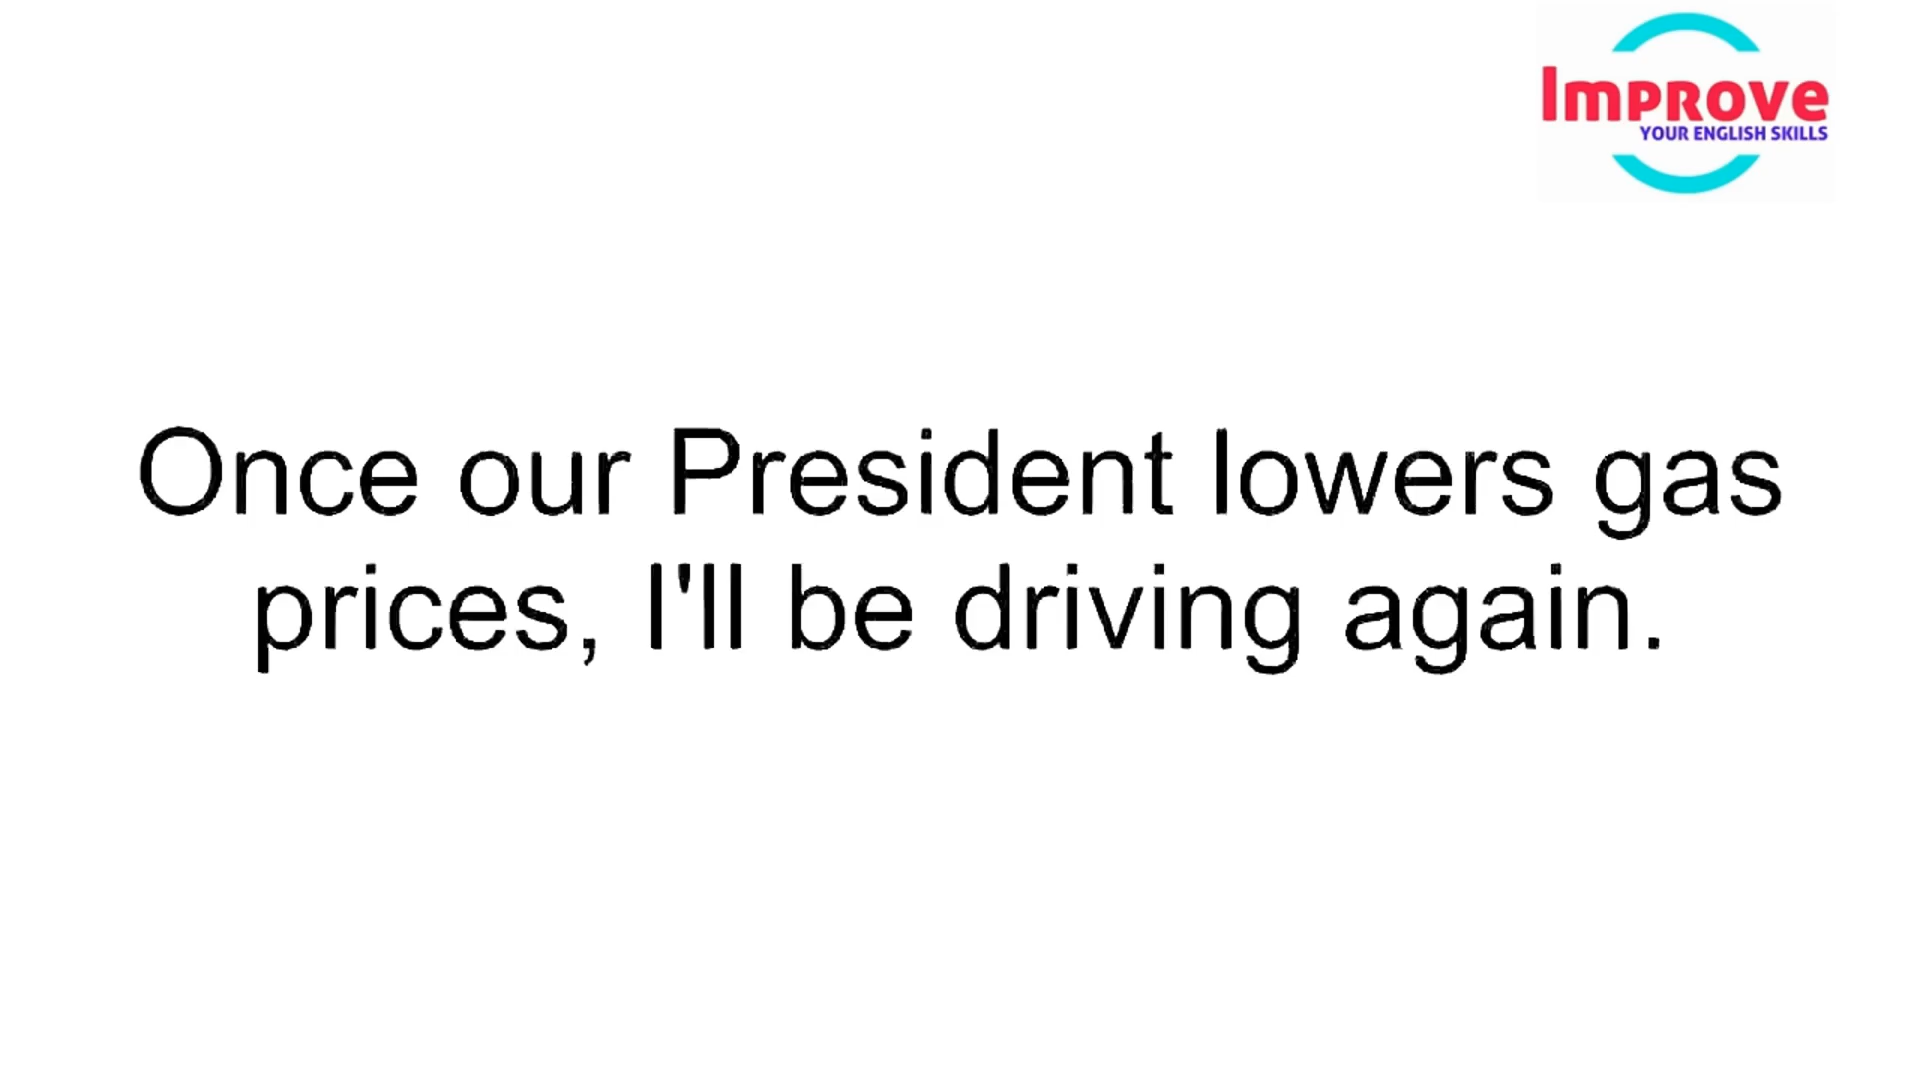 Improve
YOUR ENGLISH SKILLS
Once our President lowers gas
prices, I'll be driving again.